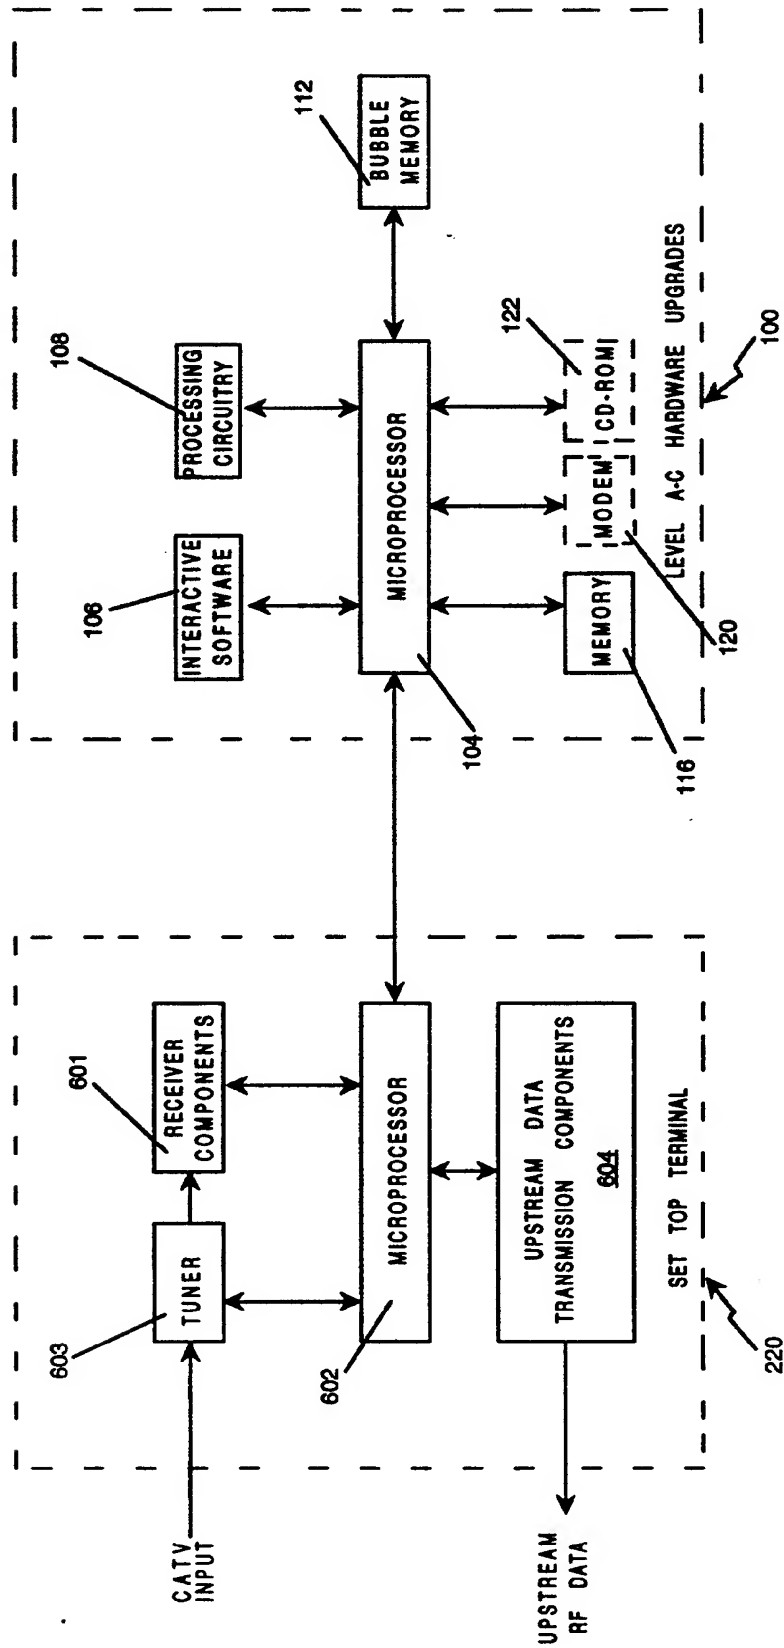 CATV
INPUT
603
TUNER
601
RECEIVER
COMPONENTS
MICROPROCESSOR
602
UPSTREAM DATA
TRANSMISSION COMPONENTS
604
UPSTREAM
RF DATA
SET TOP TERMINAL
220
106
INTERACTIVE
SOFTWARE
108
PROCESSING
CIRCUITRY
MICROPROCESSOR
104
112
BUBBLE
MEMORY
MEMORY
116
MODEM
120
CD-ROM
122
LEVEL A-C HARDWARE UPGRADES
100